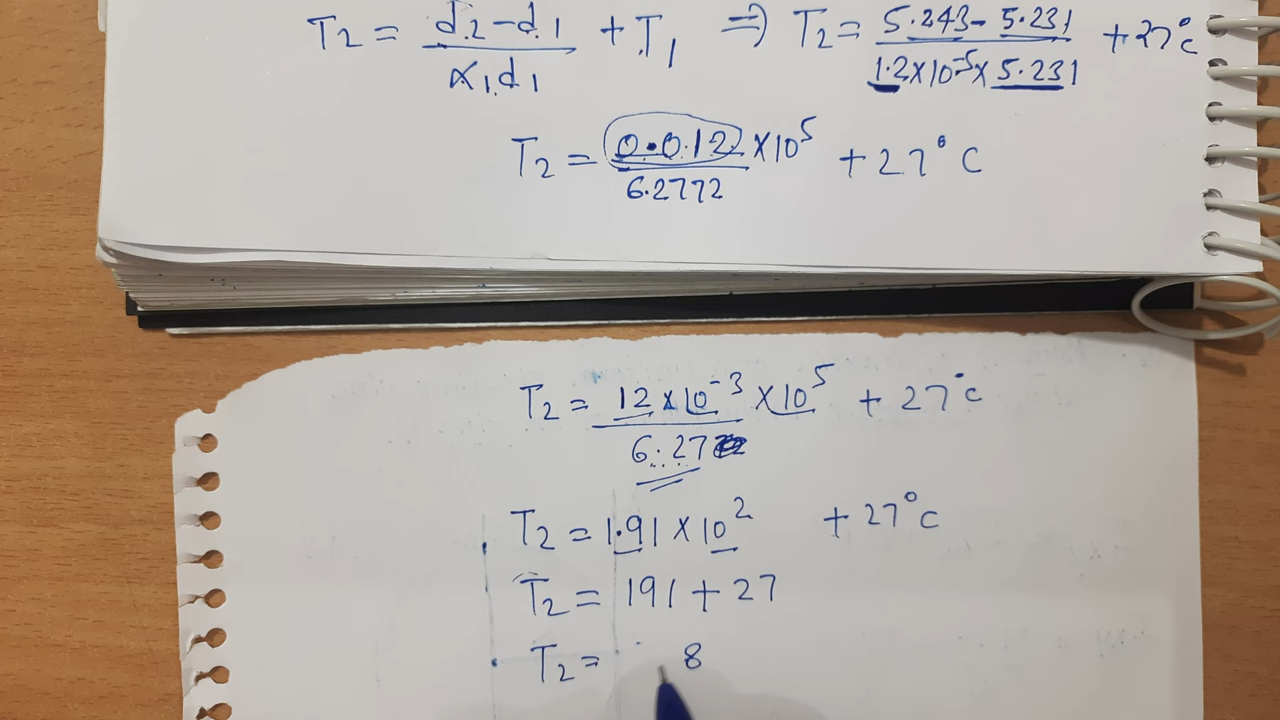 T₂ = d₂-d₁/α₁d₁ + T₁ ⇒ T₂ = 5.243 - 5.231/1.2×10⁻⁵×5.231 + 27°C
T₂ = 0.012/6.2772 ×10⁵ + 27°C
T₂ = 12×10⁻³/6.27 ×10⁵ + 27°C
T₂ = 1.91 × 10² + 27°C
T₂ = 191 + 27
T₂ = 8